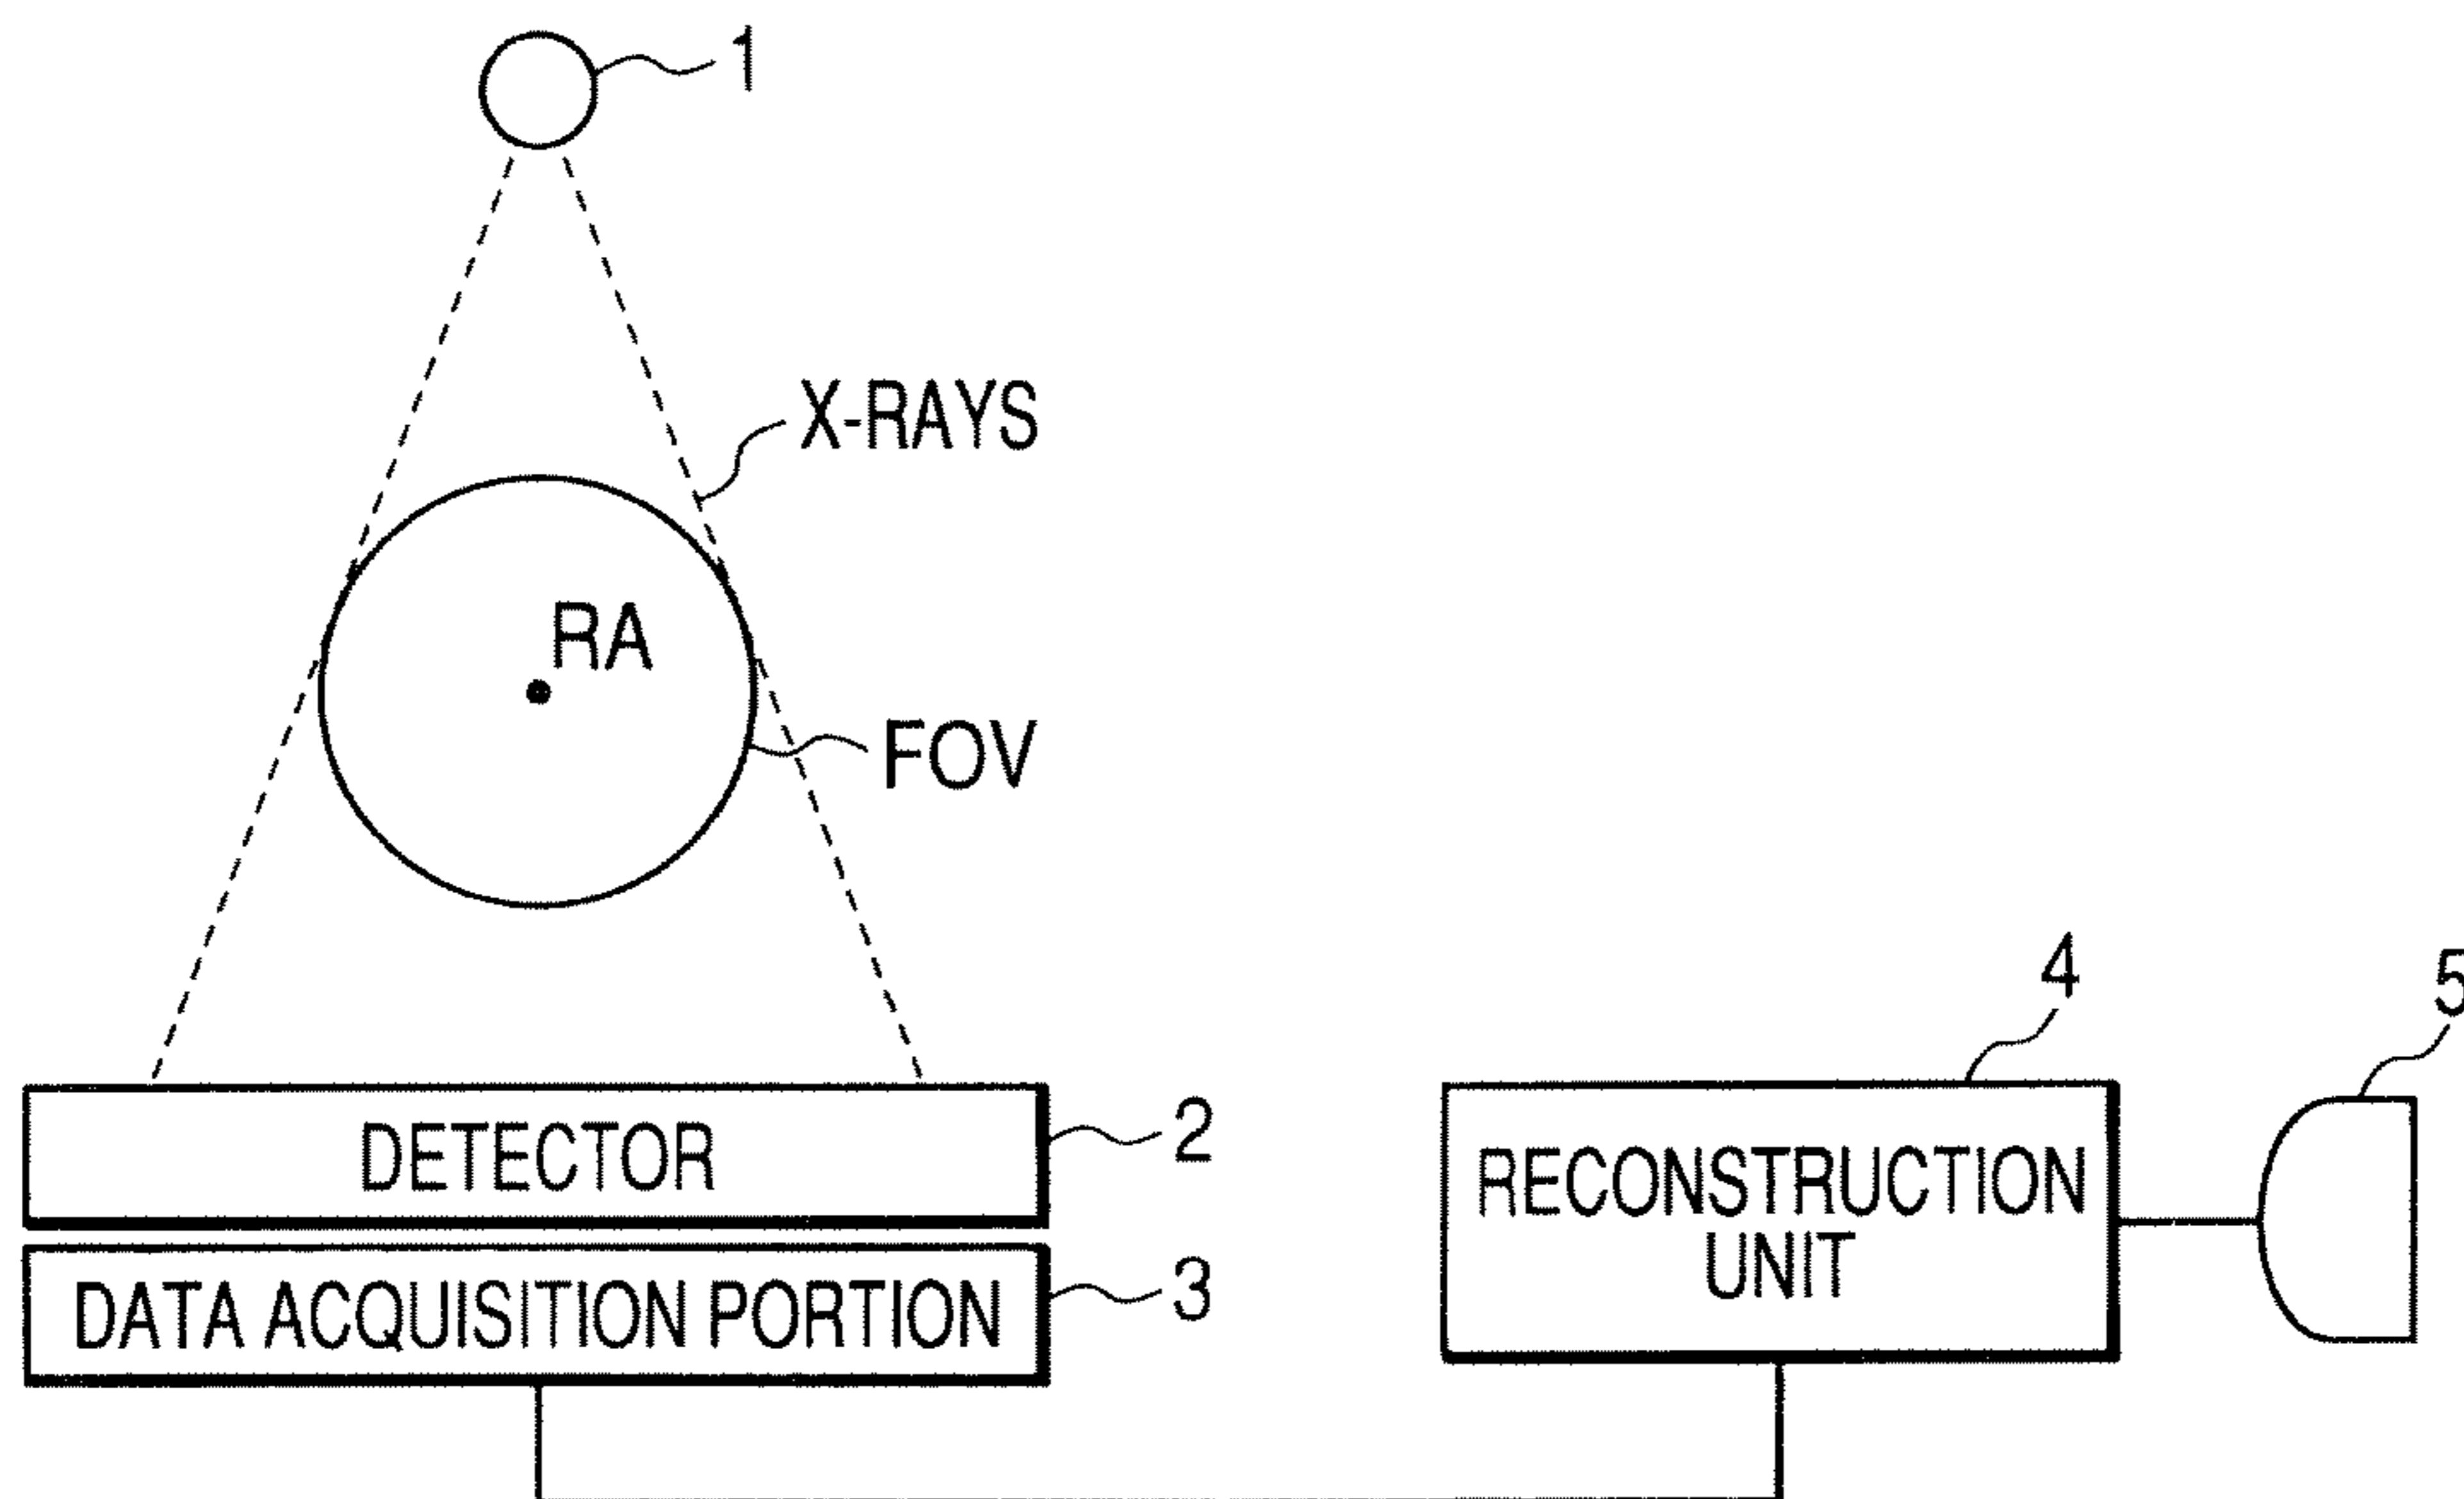 1
X-RAYS
RA
FOV
4
5
DETECTOR
2
RECONSTRUCTION
UNIT
DATA ACQUISITION PORTION
3